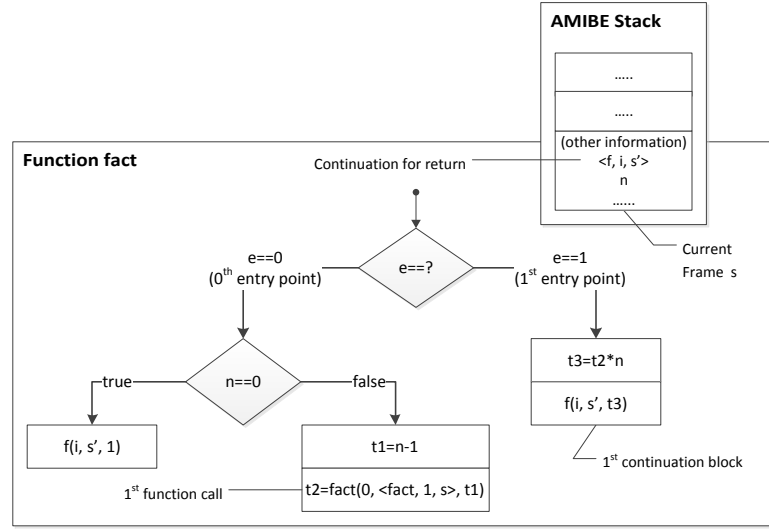 AMIBE Stack
…..
…..
(other information)
<f, i, s’>
n
……
Function fact
Continuation for return
Current
Frame s
e==0
(0th entry point)
e==?
e==1
(1st entry point)
true
n==0
false
t3=t2*n
f(i, s’, t3)
f(i, s’, 1)
t1=n-1
1st continuation block
1st function call
t2=fact(0, <fact, 1, s>, t1)